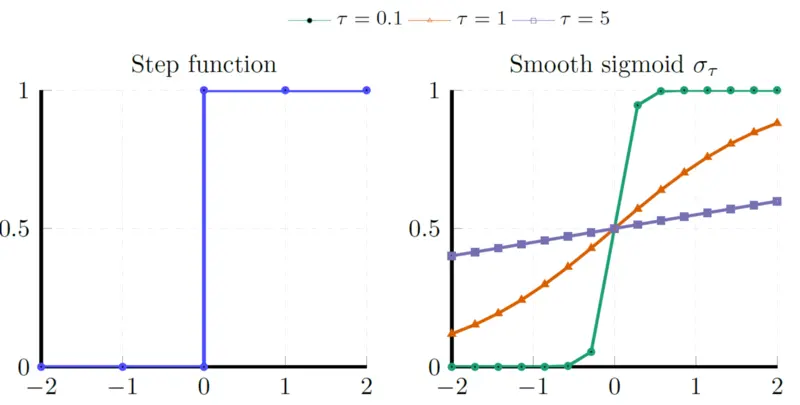 τ = 0.1 τ = 1 τ = 5
Step function
1
0.5
0
−2 −1 0 1 2
Smooth sigmoid στ
1
0.5
0
−2 −1 0 1 2